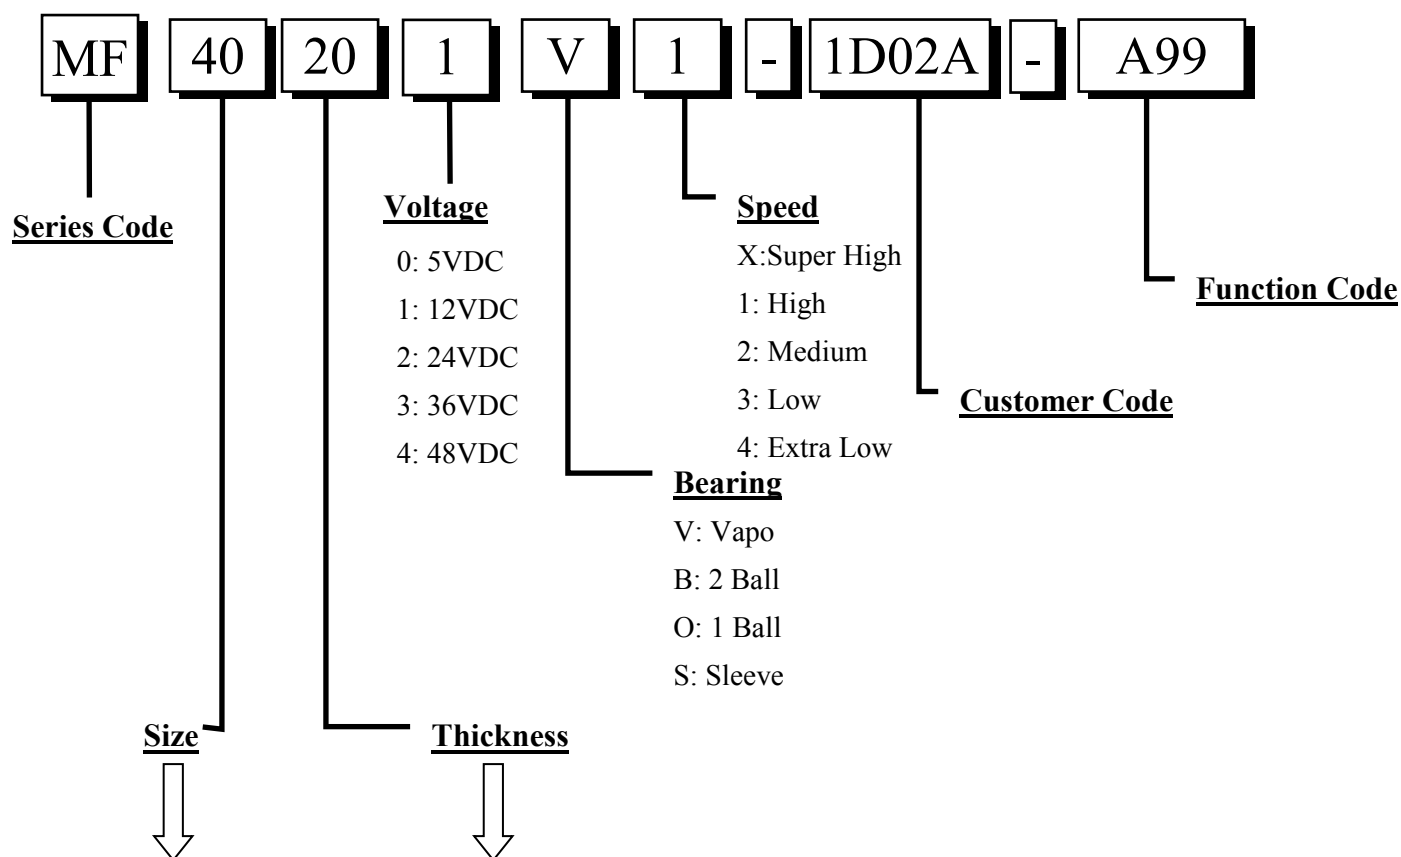 MF 40 20 1 V 1 - 1D02A - A99
Series Code
Voltage
0: 5VDC
1: 12VDC
2: 24VDC
3: 36VDC
4: 48VDC
Speed
X:Super High
1: High
2: Medium
3: Low
4: Extra Low
Function Code
Customer Code
Bearing
V: Vapo
B: 2 Ball
O: 1 Ball
S: Sleeve
Size
Thickness